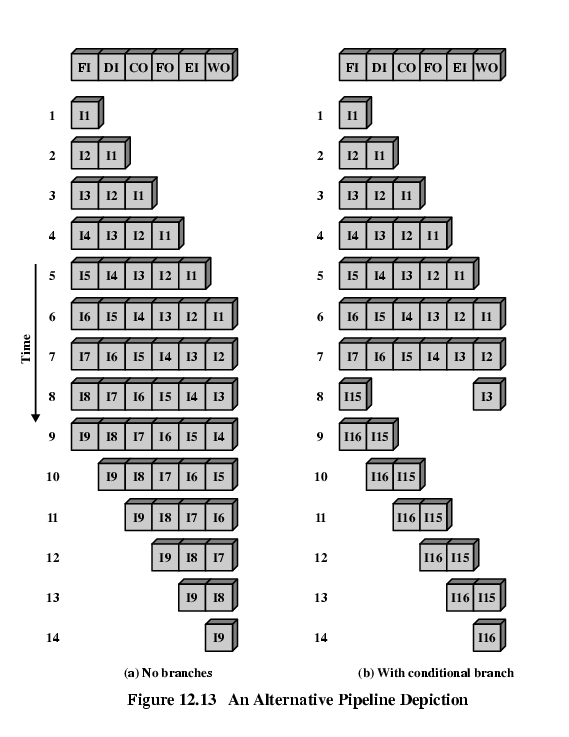 FI DI CO FO EI WO FI DI CO FO EI WO
1 I1 1 I1
2 I2 I1 2 I2 I1
3 I3 I2 I1 3 I3 I2 I1
4 I4 I3 I2 I1 4 I4 I3 I2 I1
5 I5 I4 I3 I2 I1 5 I5 I4 I3 I2 I1
6 I6 I5 I4 I3 I2 I1 6 I6 I5 I4 I3 I2 I1
Time
7 I7 I6 I5 I4 I3 I2 7 I7 I6 I5 I4 I3 I2
8 I8 I7 I6 I5 I4 I3 8 I15 I3
9 I9 I8 I7 I6 I5 I4 9 I16 I15
10 I9 I8 I7 I6 I5 10 I16 I15
11 I9 I8 I7 I6 11 I16 I15
12 I9 I8 I7 12 I16 I15
13 I9 I8 13 I16 I15
14 I9 14 I16
(a) No branches (b) With conditional branch
Figure 12.13 An Alternative Pipeline Depiction